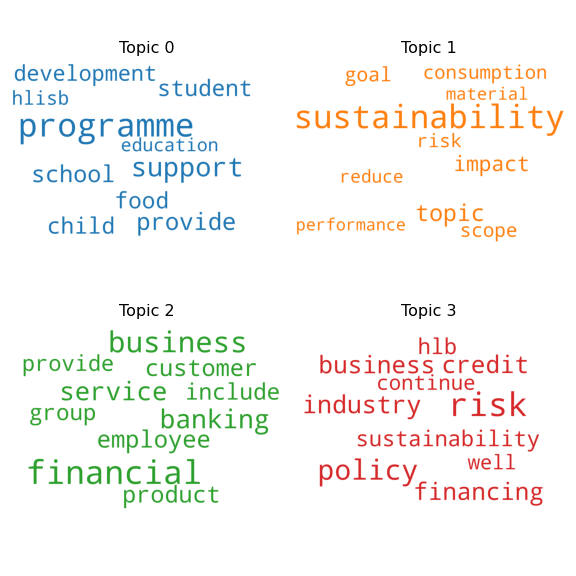 Topic 0
development
student
hlisb
programme
education
support
school
food
child
provide
Topic 1
goal
consumption
material
sustainability
risk
impact
reduce
topic
performance
scope
Topic 2
business
provide
customer
service
include
group
banking
employee
financial
product
Topic 3
hlb
business
credit
continue
industry
risk
sustainability
well
policy
financing